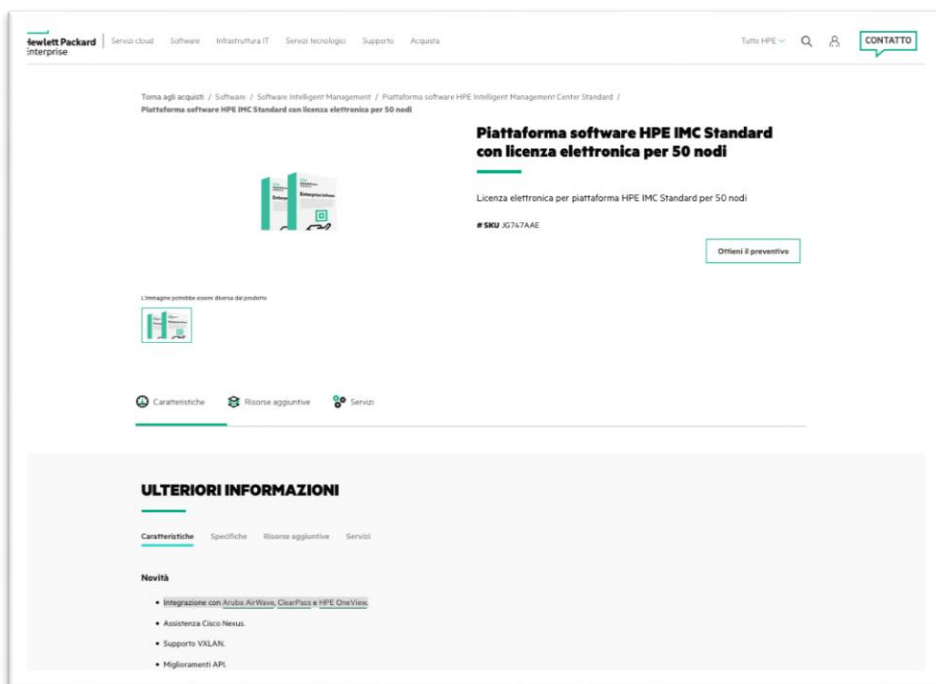 Hewlett Packard
Enterprise
Servizi cloud Software Infrastruttura IT Servizi tecnologici Supporto Acquista
Tutto HPE
CONTATTO
Torna agli acquisti / Software / Software Intelligent Management / Piattaforma software HPE Intelligent Management Center Standard /
Piattaforma software HPE IMC Standard con licenza elettronica per 50 nodi
Piattaforma software HPE IMC Standard
con licenza elettronica per 50 nodi
Licenza elettronica per piattaforma HPE IMC Standard per 50 nodi
# SKU JG747AAE
Ottieni il preventivo
L'immagine potrebbe essere diversa dal prodotto
Caratteristiche Risorse aggiuntive Servizi
ULTERIORI INFORMAZIONI
Caratteristiche Specifiche Risorse aggiuntive Servizi
Novità
• Integrazione con Aruba AirWave, ClearPass e HPE OneView.
• Assistenza Cisco Nexus.
• Supporto VXLAN.
• Miglioramenti API.